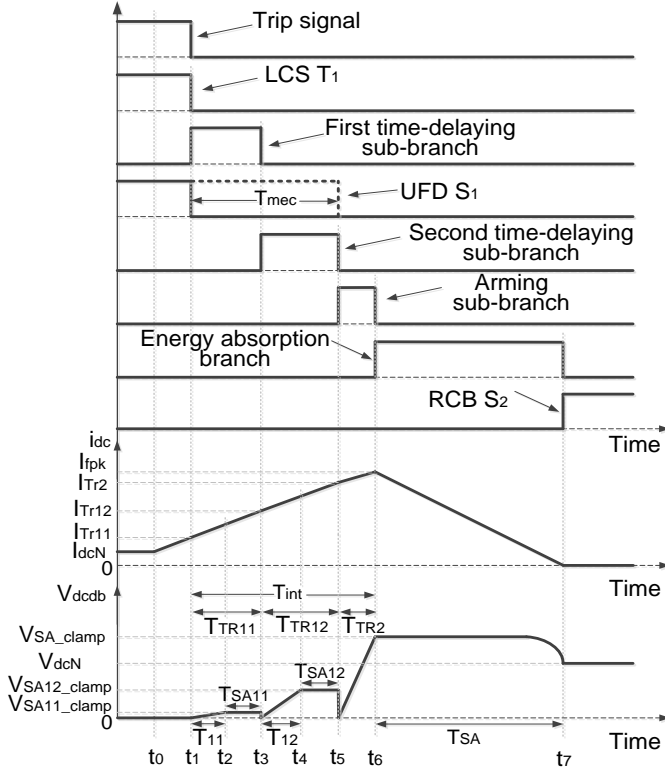 Trip signal
LCS T1
First time-delaying
sub-branch
Tmec
UFD S1
Second time-delaying
sub-branch
Arming
sub-branch
Energy absorption
branch
RCB S2
Time
idc
Ifpk
ITr2
ITr12
ITr11
IdcN
0
Time
Vdcdb
Tint
TTR11
TTR12
TTR2
VSA_clamp
VdcN
VSA12_clamp
VSA11_clamp
0
TSA11
TSA12
T11
T12
TSA
Time
t0 t1 t2 t3 t4 t5 t6 t7